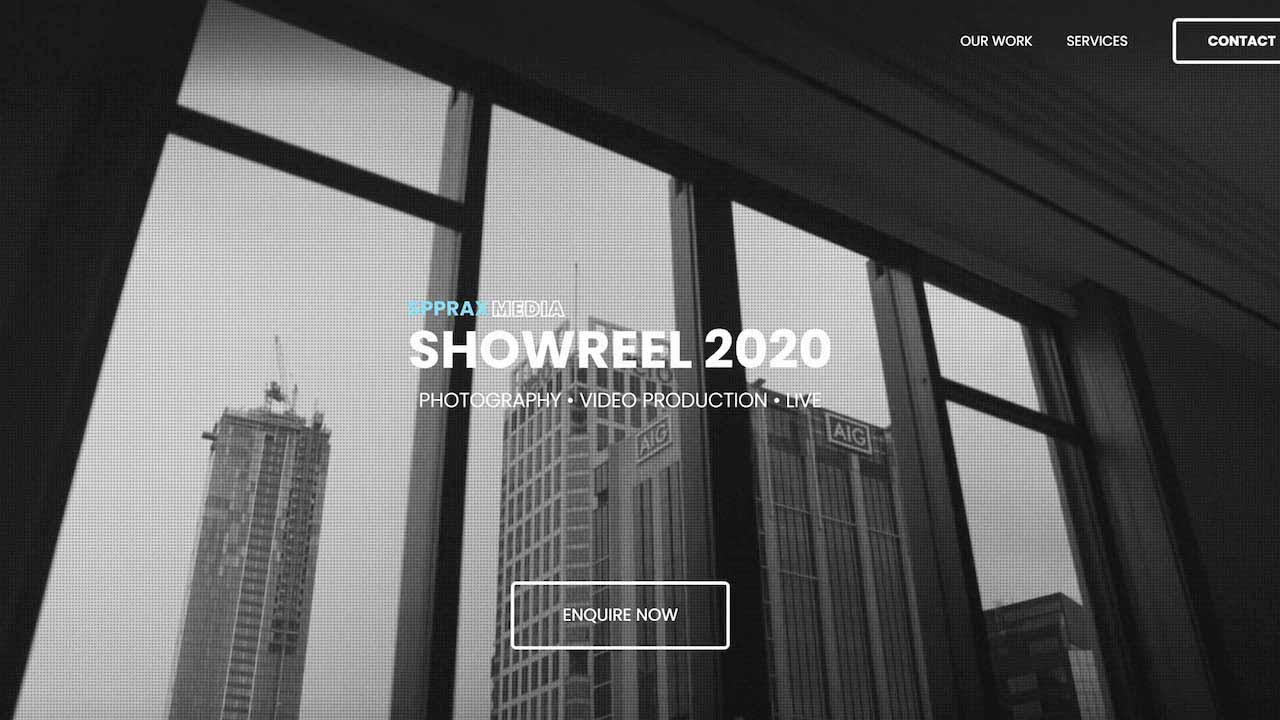 OUR WORK SERVICES CONTACT
SPPRAX MEDIA
SHOWREEL 2020
PHOTOGRAPHY • VIDEO PRODUCTION • LIVE
AIG
AIG
ENQUIRE NOW